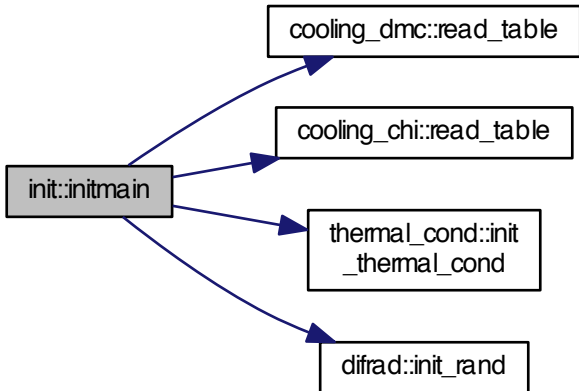 cooling_dmc::read_table
cooling_chi::read_table
init::initmain
thermal_cond::init
_thermal_cond
difrad::init_rand